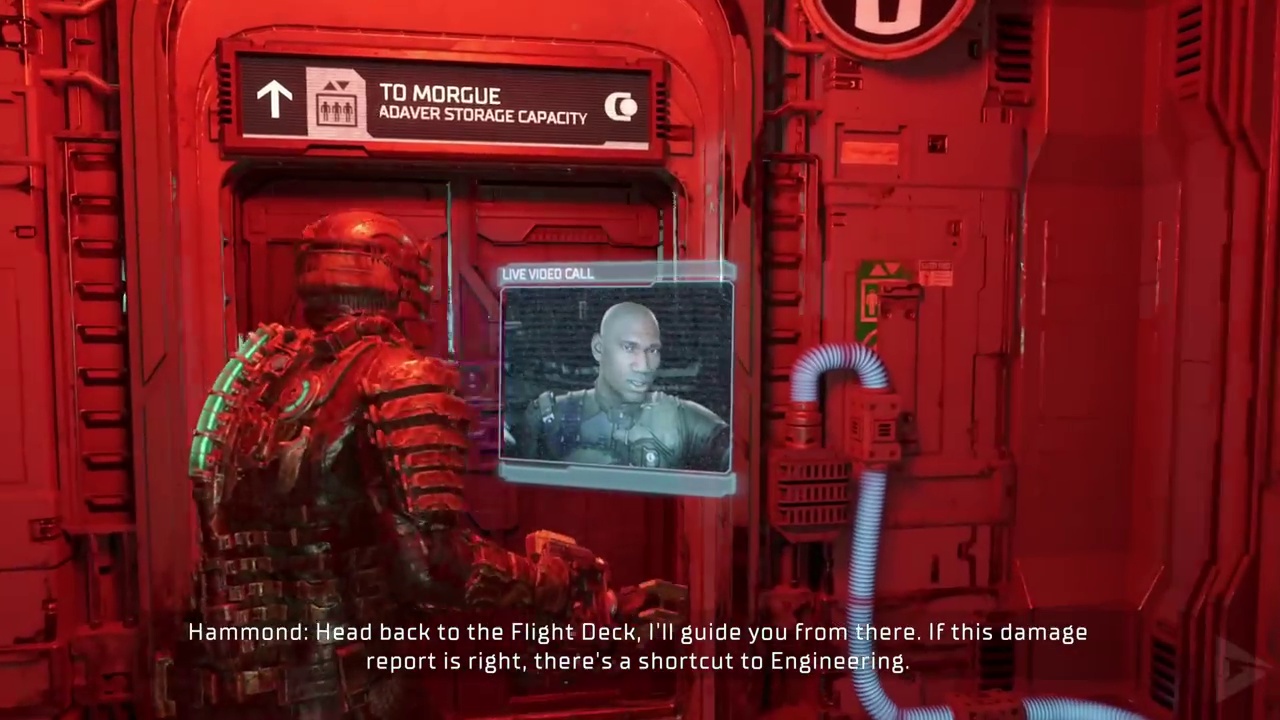 TO MORGUE
ADAVER STORAGE CAPACITY
LIVE VIDEO CALL
Hammond: Head back to the Flight Deck, I'll guide you from there. If this damage
report is right, there's a shortcut to Engineering.